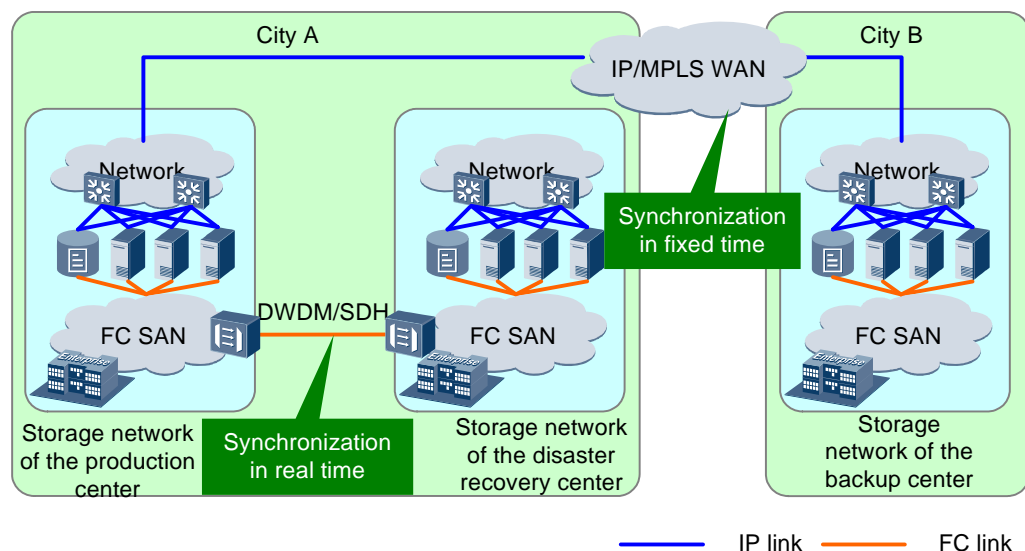 City A
IP/MPLS WAN
City B
Network
Network
Network
Synchronization
in fixed time
DWDM/SDH
FC SAN
FC SAN
FC SAN
Enterprise
Enterprise
Enterprise
Storage network
of the production
center
Synchronization
in real time
Storage network
of the disaster
recovery center
Storage
network of the
backup center
IP link
FC link